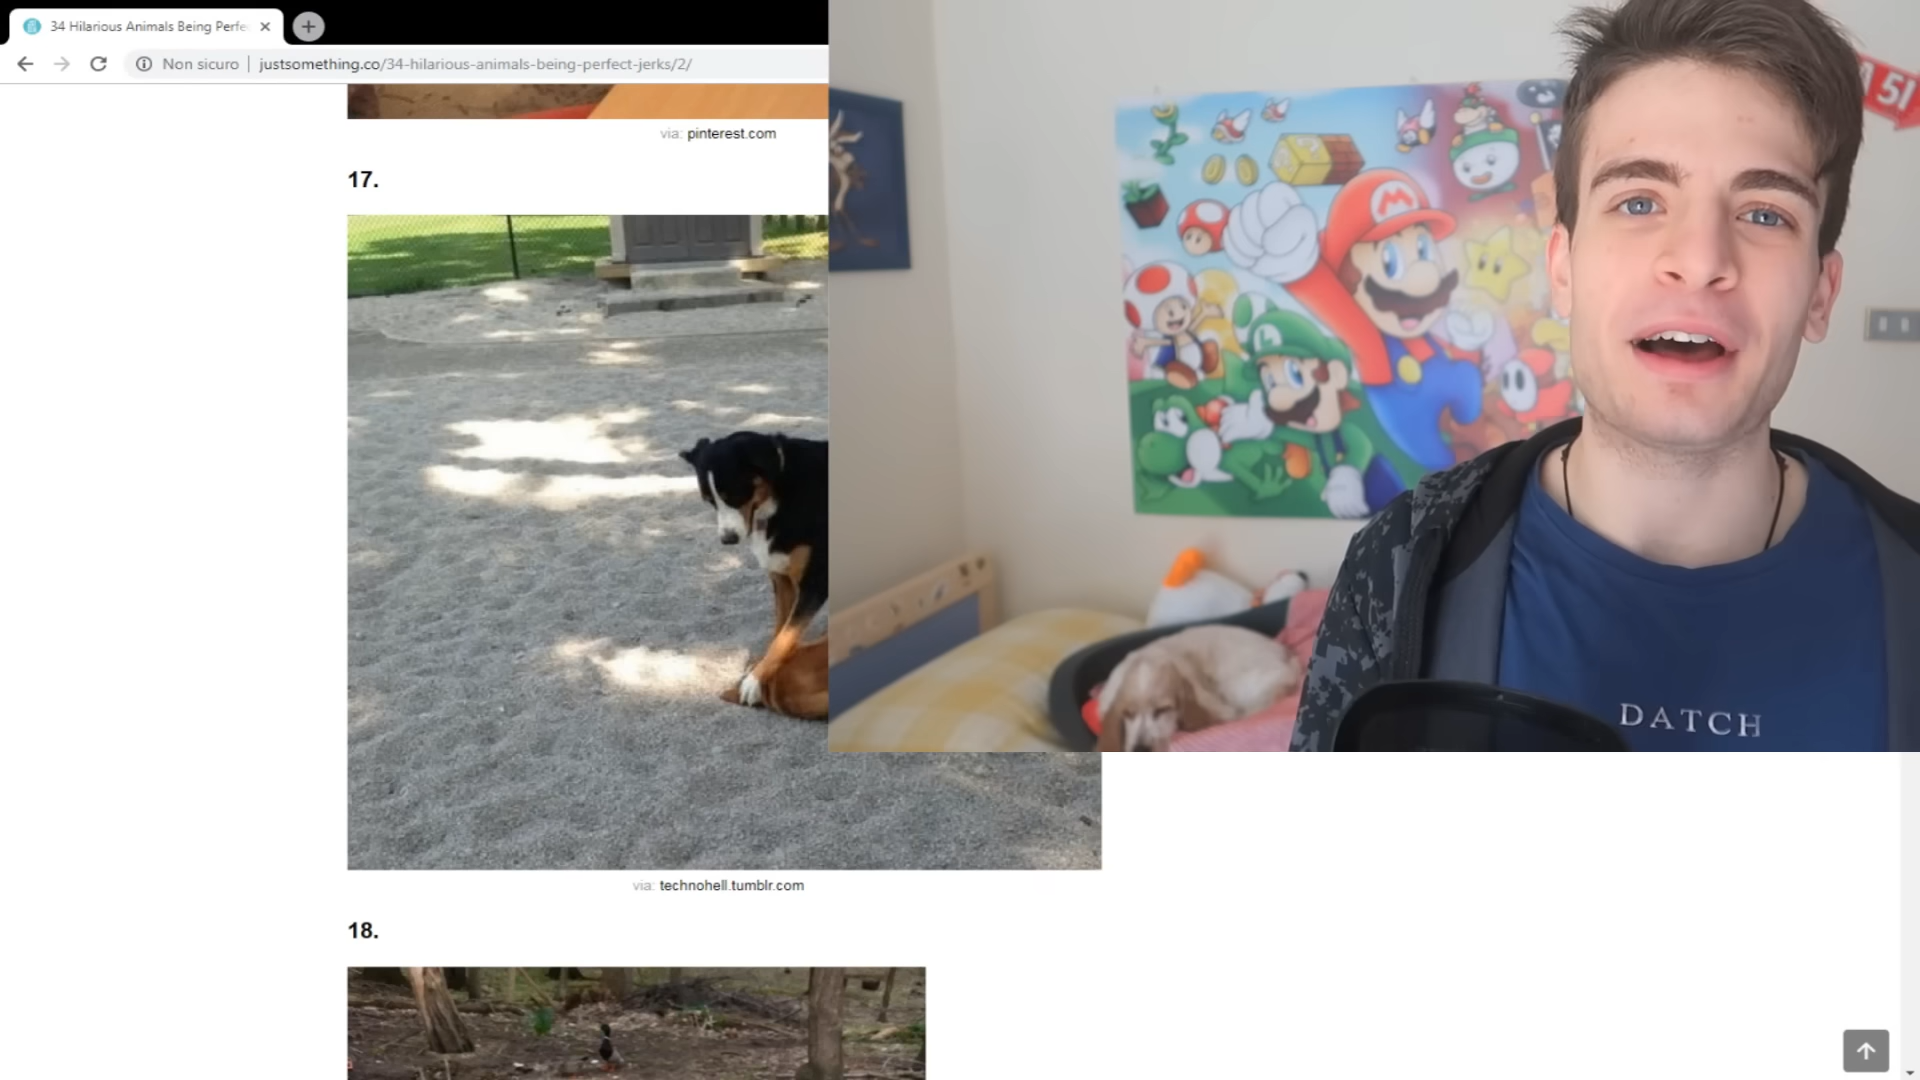 34 Hilarious Animals Being Perfe
Non sicuro
justsomething.co/34-hilarious-animals-being-perfect-jerks/2/
via: pinterest.com
17.
via: technohell.tumblr.com
18.
M
L
A 51
DATCH